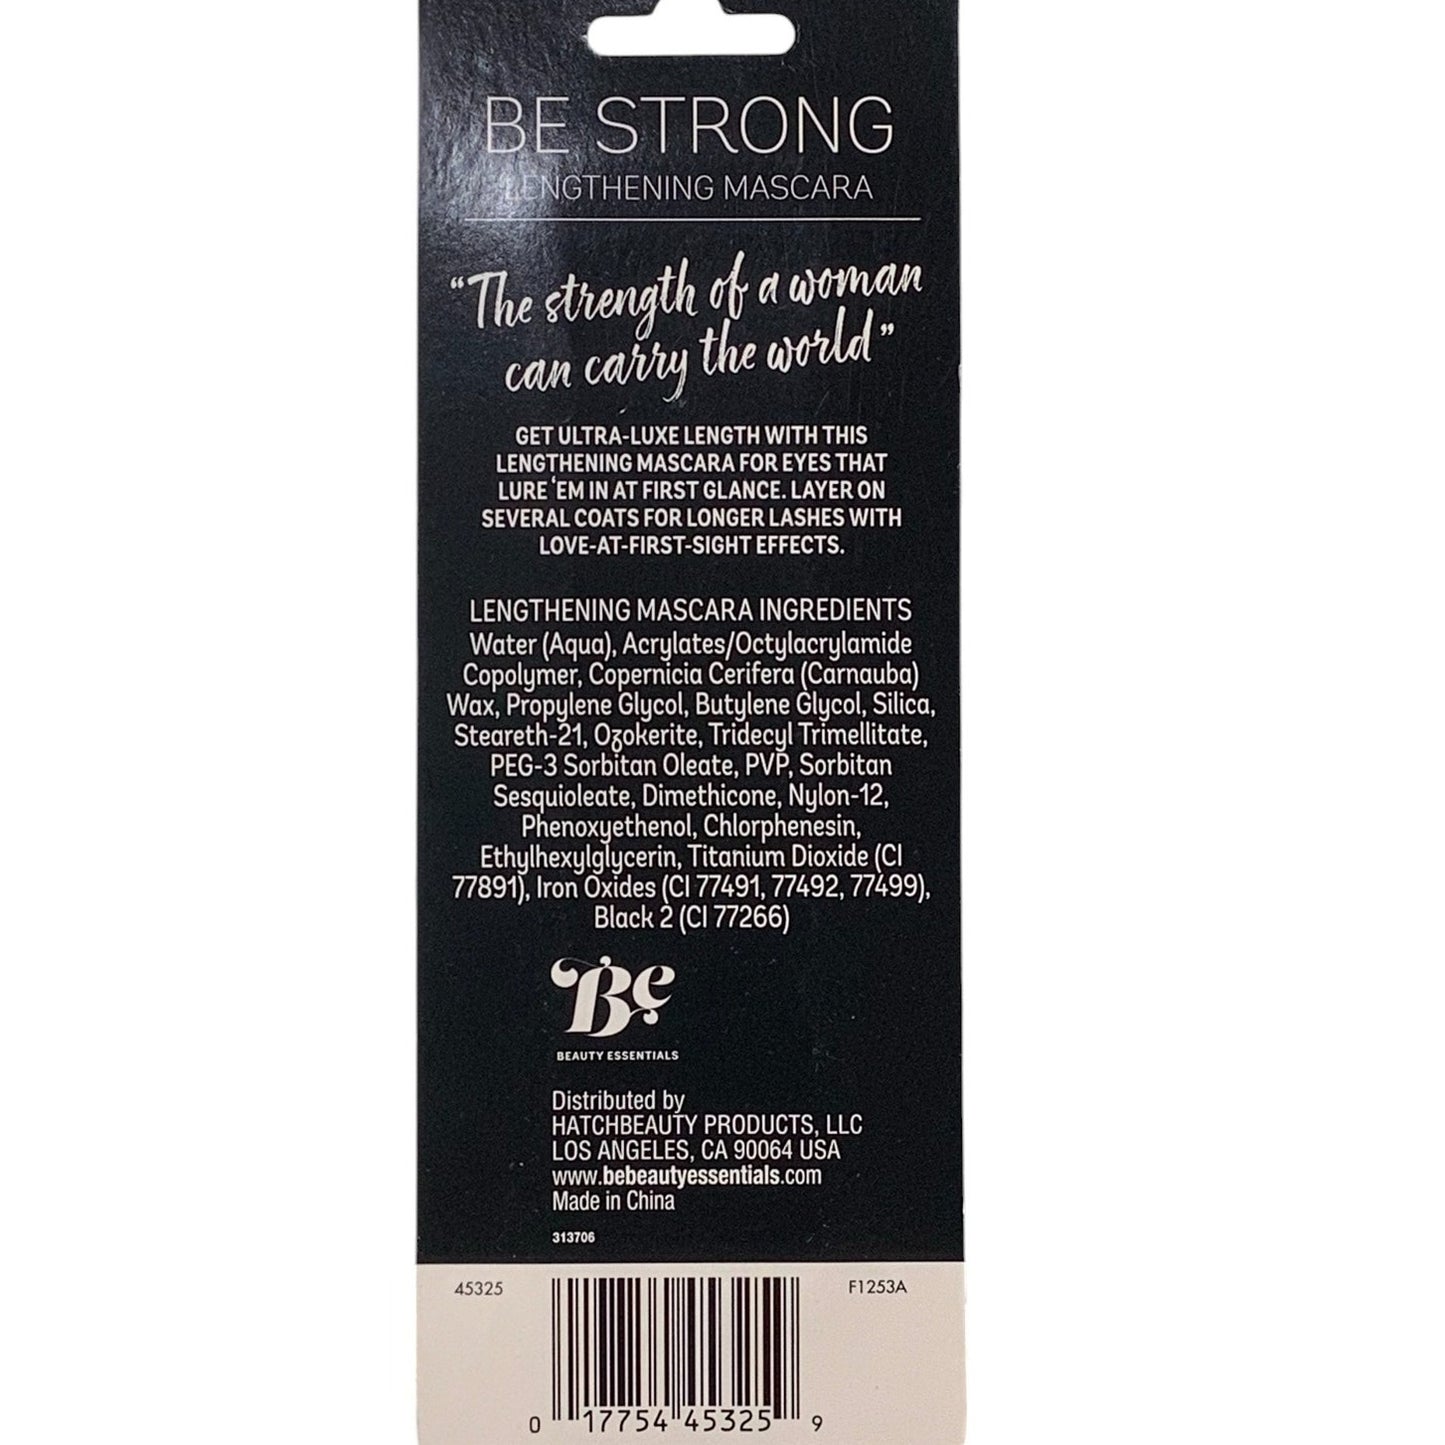 BE STRONG
LENGTHENING MASCARA
“The strength of a woman
can carry the world”
GET ULTRA-LUXE LENGTH WITH THIS
LENGTHENING MASCARA FOR EYES THAT
LURE ‘EM IN AT FIRST GLANCE. LAYER ON
SEVERAL COATS FOR LONGER LASHES WITH
LOVE-AT-FIRST-SIGHT EFFECTS.
LENGTHENING MASCARA INGREDIENTS
Water (Aqua), Acrylates/Octylacrylamide
Copolymer, Copernicia Cerifera (Carnauba)
Wax, Propylene Glycol, Butylene Glycol, Silica,
Steareth-21, Ozokerite, Tridecyl Trimellitate,
PEG-3 Sorbitan Oleate, PVP, Sorbitan
Sesquioleate, Dimethicone, Nylon-12,
Phenoxyethenol, Chlorphenesin,
Ethylhexylglycerin, Titanium Dioxide (CI
77891), Iron Oxides (CI 77491, 77492, 77499),
Black 2 (CI 77266)
Be
BEAUTY ESSENTIALS
Distributed by
HATCHBEAUTY PRODUCTS, LLC
LOS ANGELES, CA 90064 USA
www.bebeautyessentials.com
Made in China
313706
45325 F1253A
0 17754 45325 9